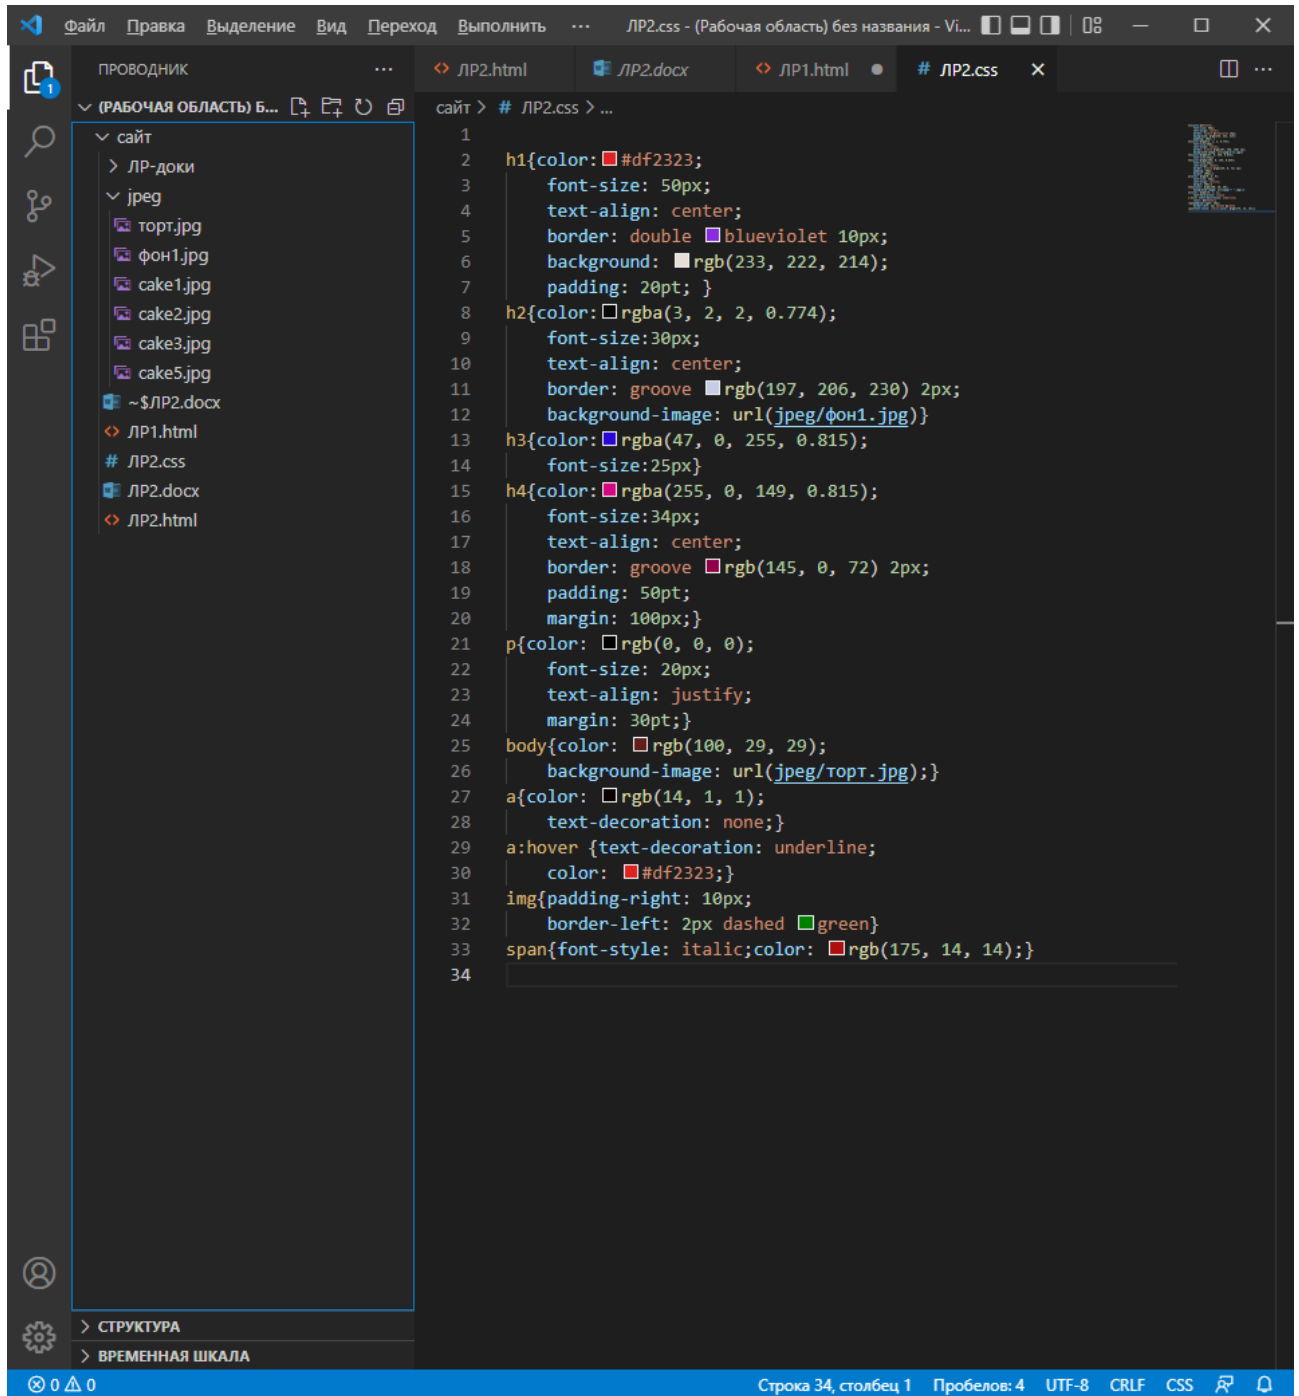 Файл Правка Выделение Вид Переход Выполнить ··· ЛР2.css - (Рабочая область) без названия - Vi...
ПРОВОДНИК ···
ЛР2.html ЛР2.docx ЛР1.html # ЛР2.css
1
(РАБОЧАЯ ОБЛАСТЬ) Б...
сайт > # ЛР2.css > ...
сайт
ЛР-доки
jpeg
торт.jpg
фон1.jpg
cake1.jpg
cake2.jpg
cake3.jpg
cake5.jpg
~$ЛР2.docx
ЛР1.html
# ЛР2.css
ЛР2.docx
ЛР2.html
1
2 h1{color: #df2323;
3 font-size: 50px;
4 text-align: center;
5 border: double blueviolet 10px;
6 background: rgb(233, 222, 214);
7 padding: 20pt; }
8 h2{color: rgba(3, 2, 2, 0.774);
9 font-size:30px;
10 text-align: center;
11 border: groove rgb(197, 206, 230) 2px;
12 background-image: url(jpeg/фон1.jpg)}
13 h3{color: rgba(47, 0, 255, 0.815);
14 font-size:25px}
15 h4{color: rgba(255, 0, 149, 0.815);
16 font-size:34px;
17 text-align: center;
18 border: groove rgb(145, 0, 72) 2px;
19 padding: 50pt;
20 margin: 100px;}
21 p{color: rgb(0, 0, 0);
22 font-size: 20px;
23 text-align: justify;
24 margin: 30pt;}
25 body{color: rgb(100, 29, 29);
26 background-image: url(jpeg/торт.jpg);}
27 a{color: rgb(14, 1, 1);
28 text-decoration: none;}
29 a:hover {text-decoration: underline;
30 color: #df2323;}
31 img{padding-right: 10px;
32 border-left: 2px dashed green}
33 span{font-style: italic;color: rgb(175, 14, 14);}
34
СТРУКТУРА
ВРЕМЕННАЯ ШКАЛА
0 0 Строка 34, столбец 1 Пробелов: 4 UTF-8 CRLF CSS